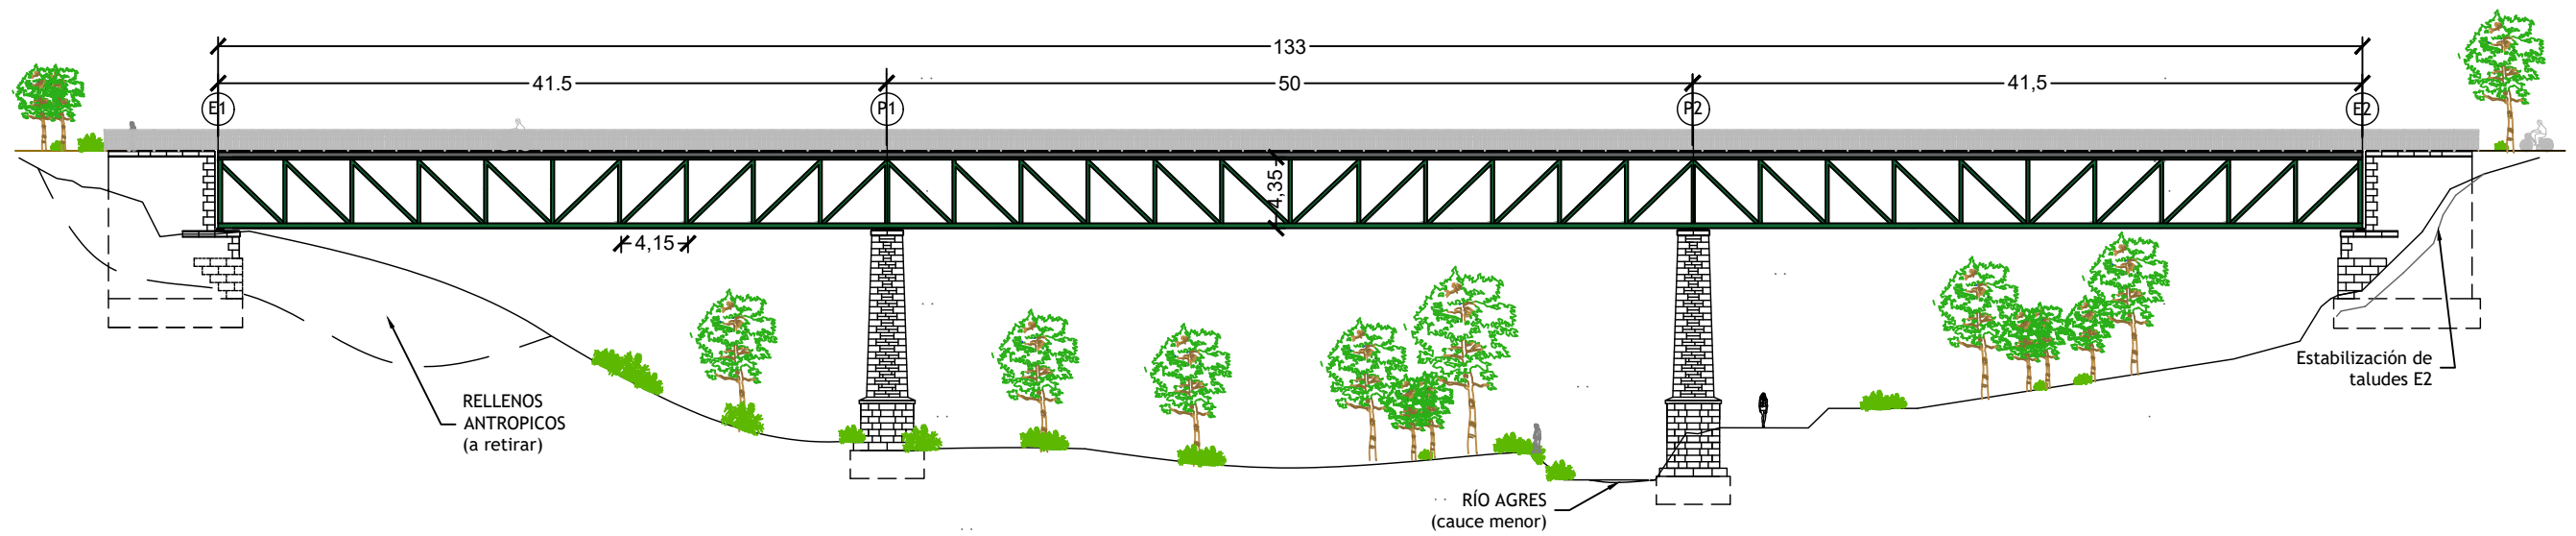 133
41.5
50
41,5
E1
P1
P2
E2
4,35
4,15
RELLENOS
ANTROPICOS
(a retirar)
RÍO AGRES
(cauce menor)
Estabilización de
taludes E2